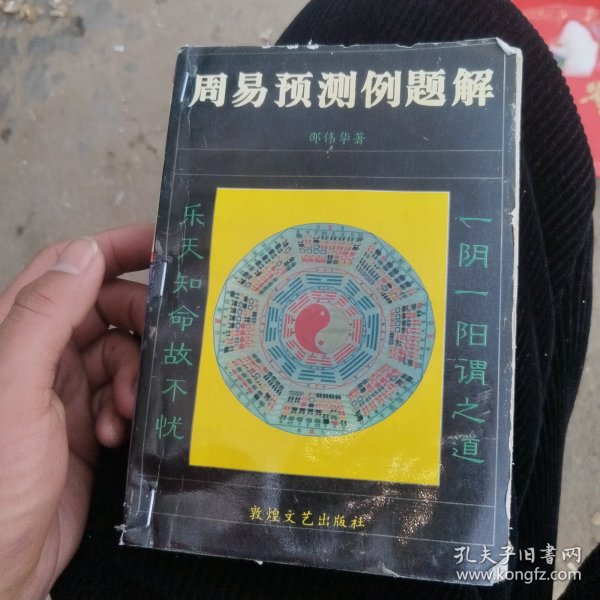 周易预测例题解
邵伟华著
一阴一阳谓之道
乐天知命故不忧
敦煌文艺出版社
孔夫子旧书网
www.kongfz.com